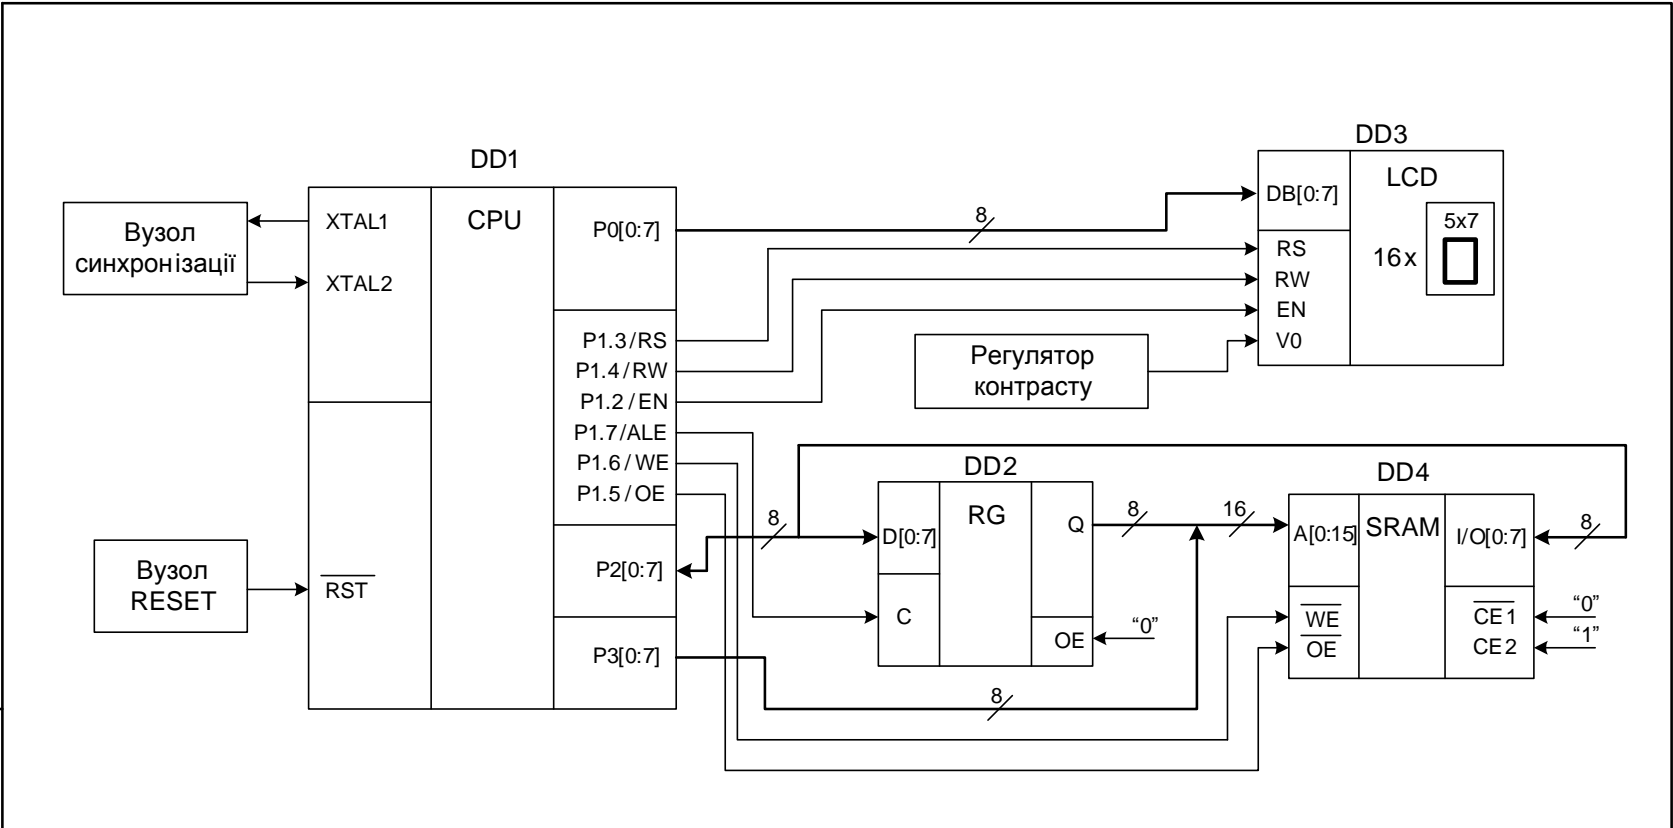 DD1
Вузол
синхронізації
XTAL1
XTAL2
CPU
P0[0:7]
P1.3/RS
P1.4/RW
P1.2/EN
P1.7/ALE
P1.6/WE
P1.5/OE
P2[0:7]
P3[0:7]
Вузол
RESET
RST
8
DD3
DB[0:7]
LCD
5x7
16x
RS
RW
EN
V0
Регулятор
контрасту
8
DD2
D[0:7]
RG
Q
C
OE
"0"
8
16
8
DD4
A[0:15]
SRAM
I/O[0:7]
8
WE
OE
CE1
CE2
“0”
“1”